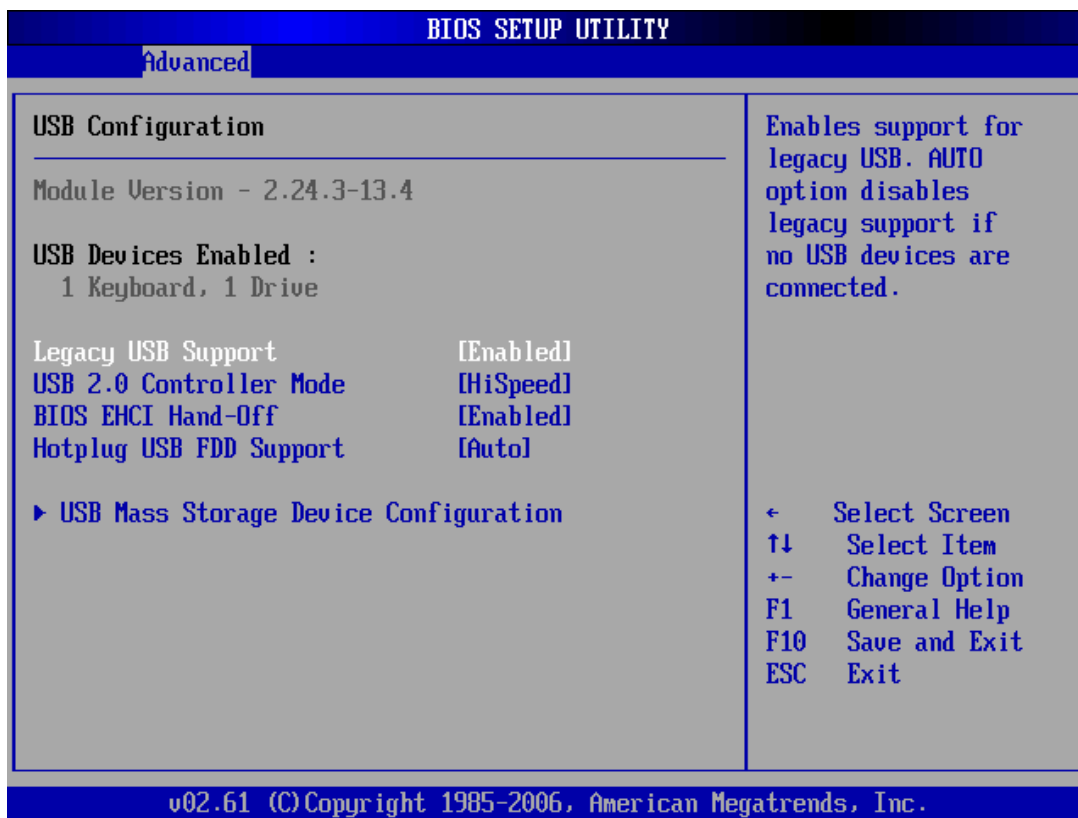 BIOS SETUP UTILITY
Advanced
USB Configuration
Module Version - 2.24.3-13.4
USB Devices Enabled :
1 Keyboard, 1 Drive
Legacy USB Support [Enabled]
USB 2.0 Controller Mode [HiSpeed]
BIOS EHCI Hand-Off [Enabled]
Hotplug USB FDD Support [Auto]
▶ USB Mass Storage Device Configuration
Enables support for
legacy USB. AUTO
option disables
legacy support if
no USB devices are
connected.
← Select Screen
↑↓ Select Item
+- Change Option
F1 General Help
F10 Save and Exit
ESC Exit
v02.61 (C)Copyright 1985-2006, American Megatrends, Inc.